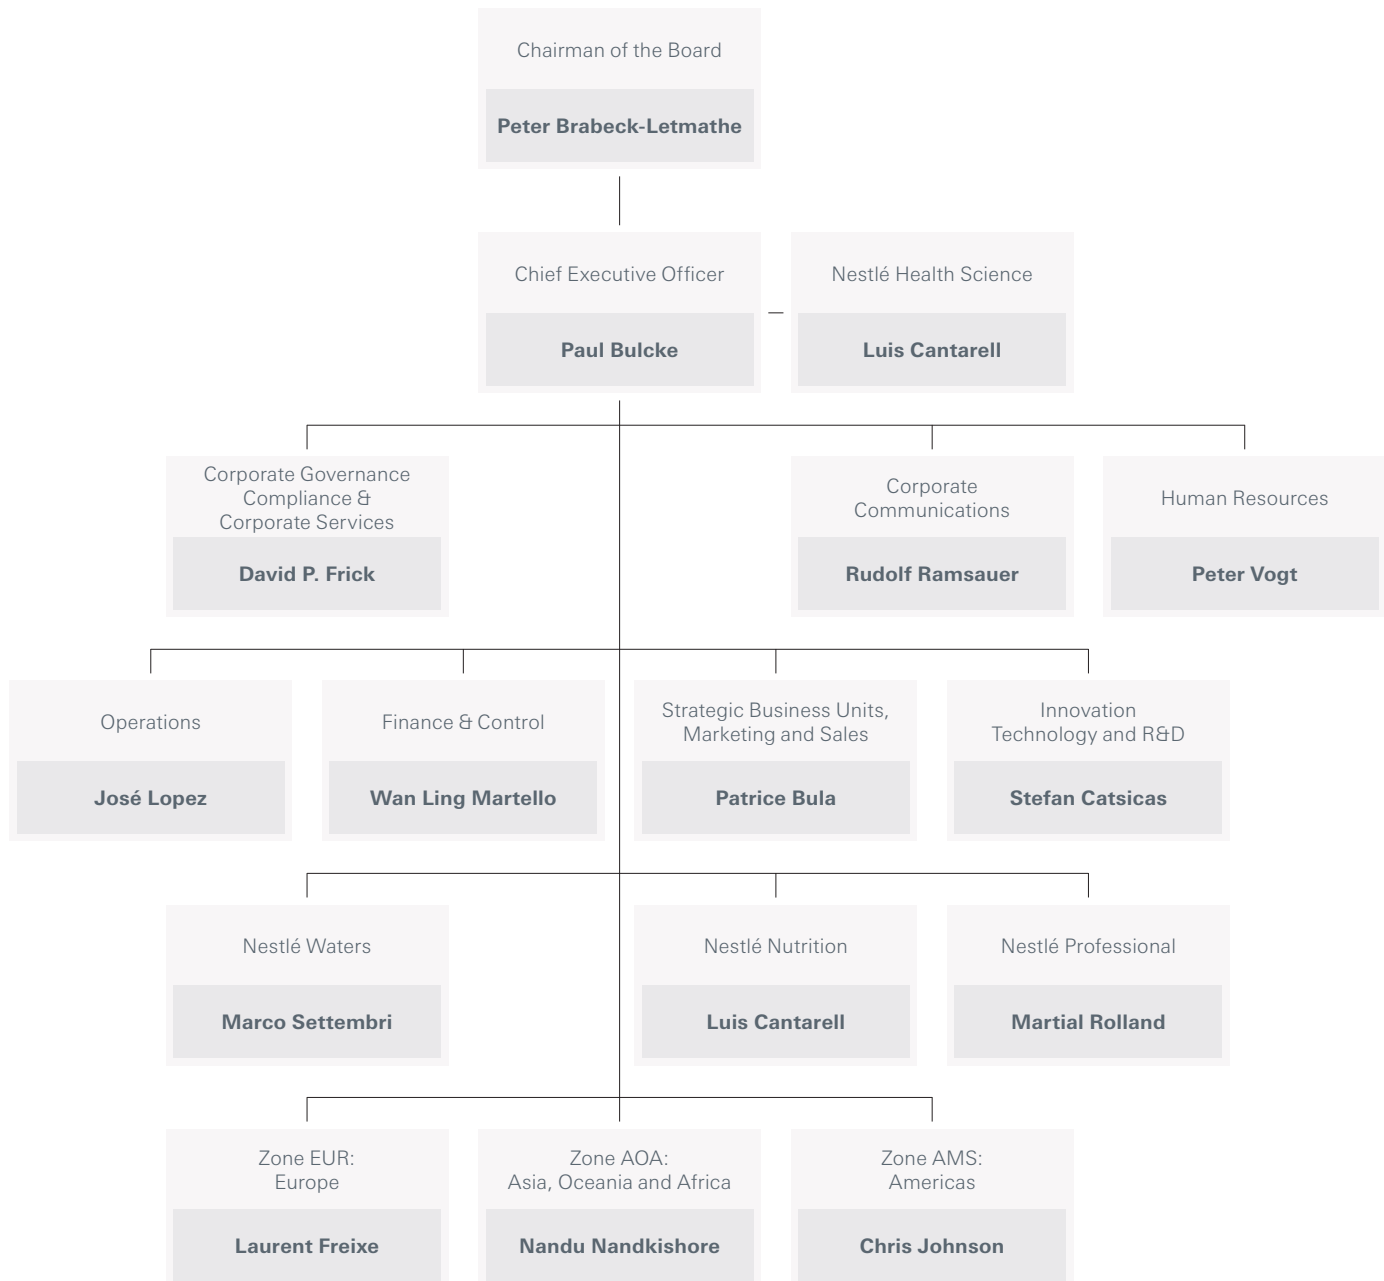 Chairman of the Board
Peter Brabeck-Letmathe
Chief Executive Officer
Paul Bulcke
Nestlé Health Science
Luis Cantarell
Corporate Governance
Compliance &
Corporate Services
David P. Frick
Corporate
Communications
Rudolf Ramsauer
Human Resources
Peter Vogt
Operations
José Lopez
Finance & Control
Wan Ling Martello
Strategic Business Units,
Marketing and Sales
Patrice Bula
Innovation
Technology and R&D
Stefan Catsicas
Nestlé Waters
Marco Settembri
Nestlé Nutrition
Luis Cantarell
Nestlé Professional
Martial Rolland
Zone EUR:
Europe
Laurent Freixe
Zone AOA:
Asia, Oceania and Africa
Nandu Nandkishore
Zone AMS:
Americas
Chris Johnson